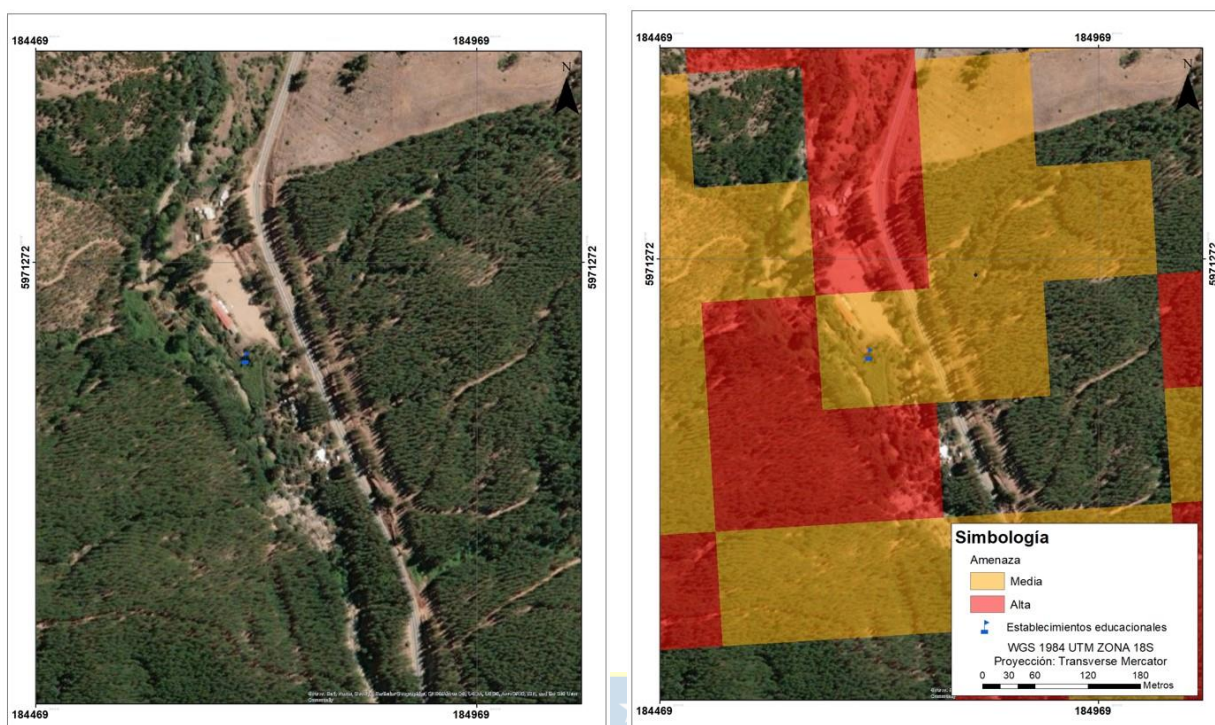 184469
184969
N
5971272
5971272
184469
184969
184469
184969
N
5971272
5971272
Simbología
Amenaza
Media
Alta
Establecimientos educacionales
WGS 1984 UTM ZONA 18S
Proyección: Transverse Mercator
0 30 60 120 180
Metros
184469
184969